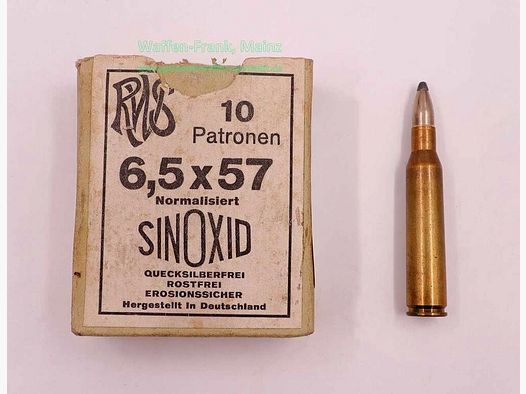 Waffen-Frank, Mainz
RWS
10
Patronen
6,5x57
Normalisiert
SINOXID
QUECKSILBERFREI
ROSTFREI
EROSIONSSICHER
Hergestellt in Deutschland